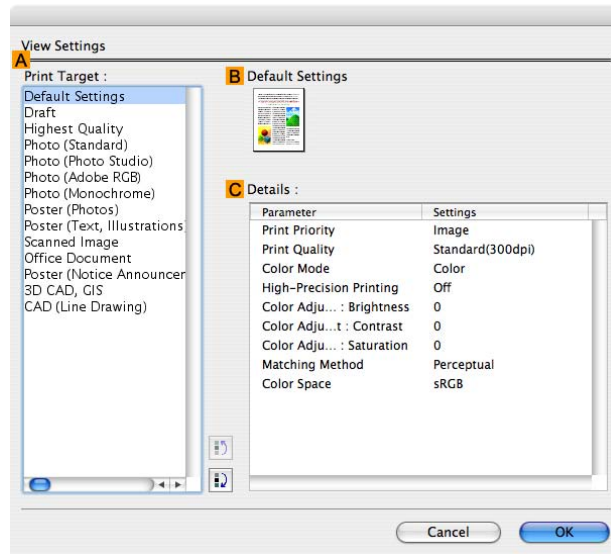 View Settings
A
Print Target :
Default Settings
Draft
Highest Quality
Photo (Standard)
Photo (Photo Studio)
Photo (Adobe RGB)
Photo (Monochrome)
Poster (Photos)
Poster (Text, Illustrations
Scanned Image
Office Document
Poster (Notice Announcer
3D CAD, GIS
CAD (Line Drawing)
B Default Settings
C Details :
Parameter Settings
Print Priority Image
Print Quality Standard(300dpi)
Color Mode Color
High-Precision Printing Off
Color Adju... : Brightness 0
Color Adju...t : Contrast 0
Color Adju... : Saturation 0
Matching Method Perceptual
Color Space sRGB
Cancel OK